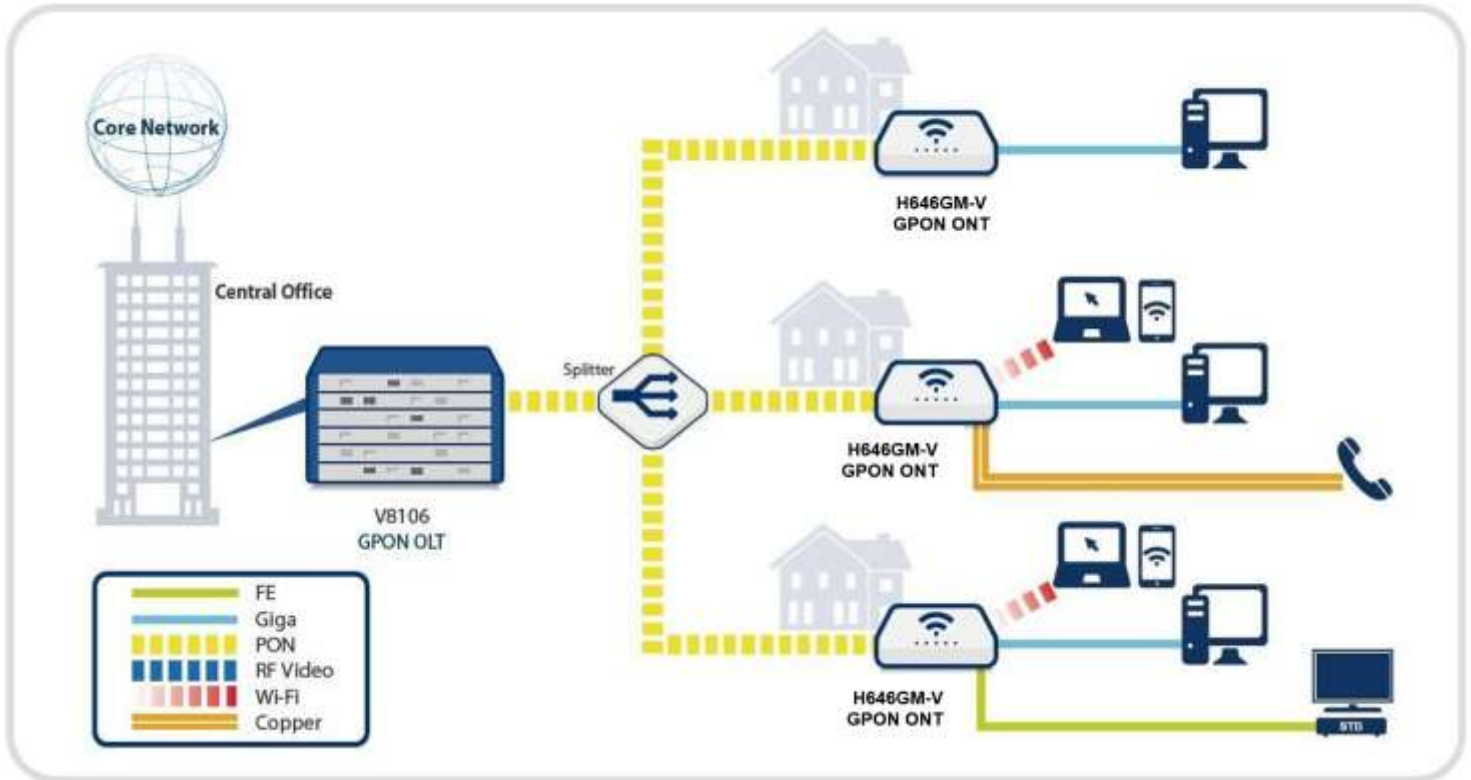 Core Network
Central Office
V8106
GPON OLT
Splitter
H646GM-V
GPON ONT
H646GM-V
GPON ONT
H646GM-V
GPON ONT
STB
FE
Giga
PON
RF Video
Wi-Fi
Copper